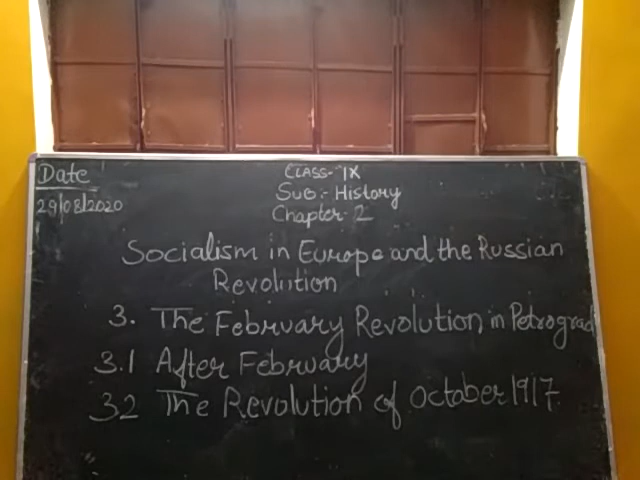 Date
29/08/2020
CLASS- IX
SUB:- History
Chapter-2
Socialism in Europe and the Russian
Revolution
3. The February Revolution in Petrograd
3.1 After February
3.2 The Revolution of October 1917